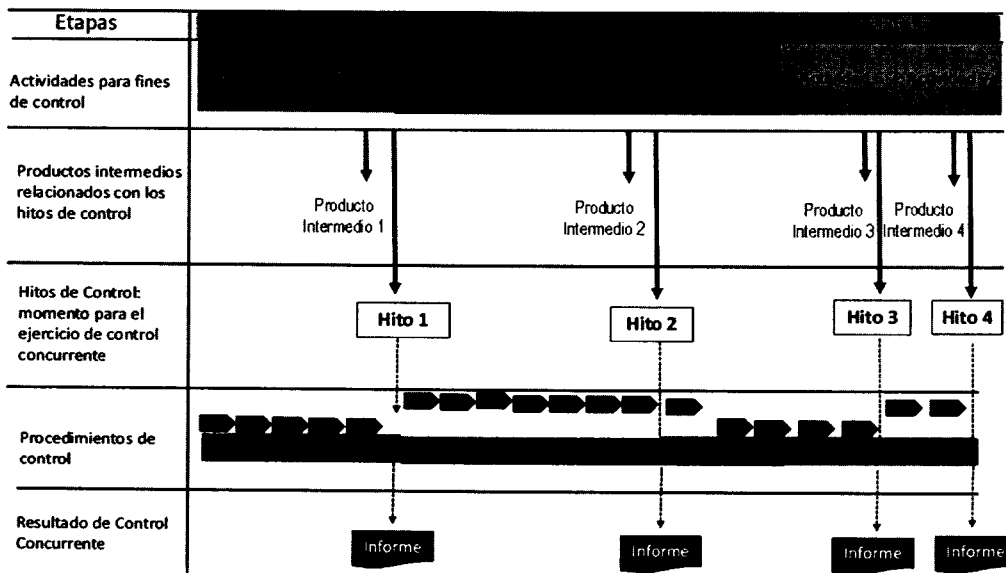 Etapas
Actividades para fines
de control
Productos intermedios
relacionados con los
hitos de control
Producto
Intermedio 1
Producto
Intermedio 2
Producto
Intermedio 3
Producto
Intermedio 4
Hitos de Control:
momento para el
ejercicio de control
concurrente
Hito 1
Hito 2
Hito 3
Hito 4
Procedimientos de
control
Resultado de Control
Concurrente
Informe
Informe
Informe
Informe